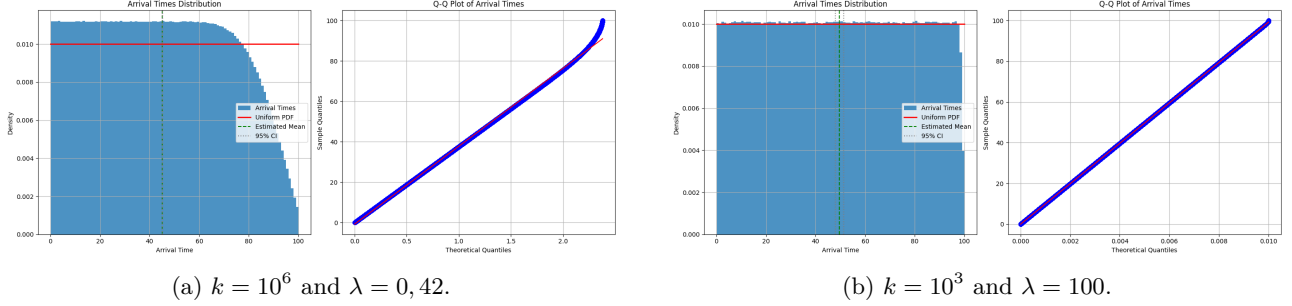 Arrival Times Distribution
0.010
0.008
0.006
0.004
0.002
0.000
Density
Arrival Times
Uniform PDF
Estimated Mean
95% CI
0 20 40 60 80 100
Arrival Time
Q-Q Plot of Arrival Times
100
80
60
40
20
0
Sample Quantiles
0.0 0.5 1.0 1.5 2.0
Theoretical Quantiles
(a) k = 10^6 and λ = 0, 42.
Arrival Times Distribution
0.010
0.008
0.006
0.004
0.002
0.000
Density
Arrival Times
Uniform PDF
Estimated Mean
95% CI
0 20 40 60 80 100
Arrival Time
Q-Q Plot of Arrival Times
100
80
60
40
20
0
Sample Quantiles
0.000 0.002 0.004 0.006 0.008 0.010
Theoretical Quantiles
(b) k = 10^3 and λ = 100.